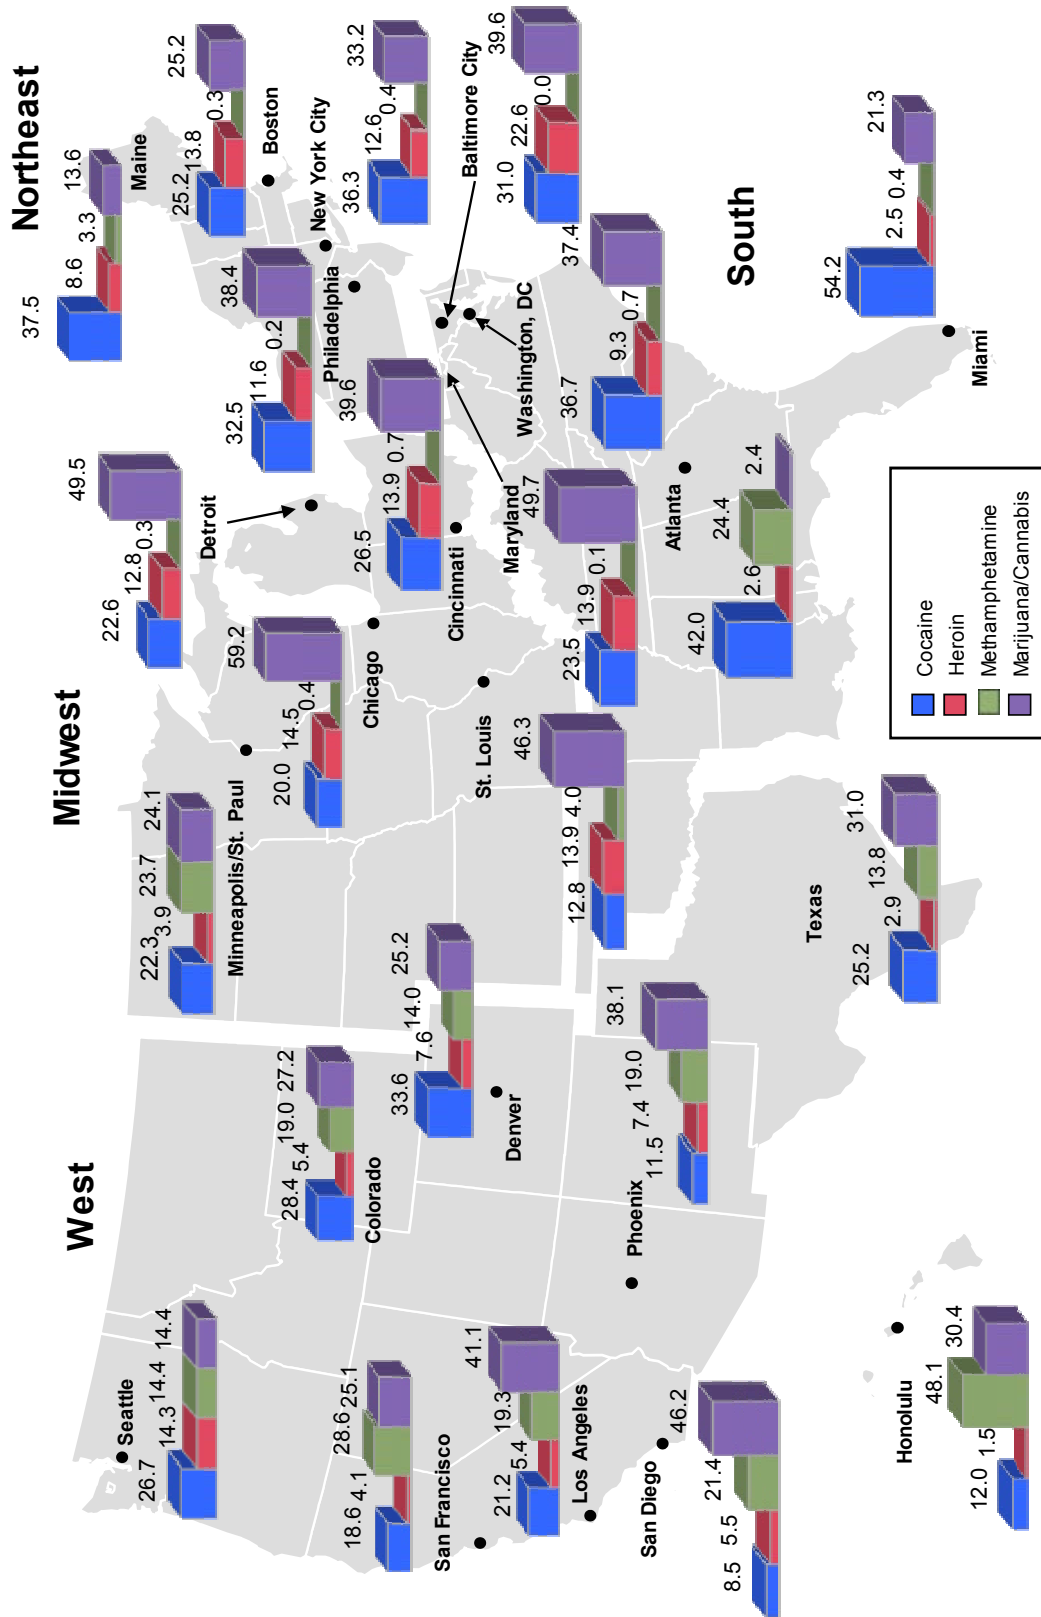 West
Midwest
Northeast
South
Seattle
26.7
14.3
14.4
14.4
San Francisco
18.6
4.1
28.6
25.1
Los Angeles
21.2
5.4
19.3
41.1
San Diego
8.5
5.5
21.4
46.2
Honolulu
12.0
1.5
48.1
30.4
Phoenix
11.5
7.4
19.0
38.1
Colorado
28.4
5.4
19.0
27.2
Denver
33.6
7.6
14.0
25.2
Texas
25.2
2.9
13.8
31.0
Minneapolis/St. Paul
22.3
3.9
23.7
24.1
Chicago
20.0
14.5
0.4
59.2
St. Louis
12.8
13.9
4.0
46.3
Detroit
22.6
12.8
0.3
49.5
Cincinnati
26.5
13.9
0.7
39.6
Maryland
23.5
13.9
0.1
49.7
Atlanta
42.0
2.6
24.4
2.4
Washington, DC
36.7
9.3
0.7
37.4
Miami
54.2
2.5
0.4
21.3
Baltimore City
31.0
22.6
0.0
39.6
Philadelphia
32.5
11.6
0.2
38.4
New York City
36.3
12.6
0.4
33.2
Boston
25.2
13.8
0.3
25.2
Maine
37.5
8.6
3.3
13.6
Cocaine
Heroin
Methamphetamine
Marijuana/Cannabis